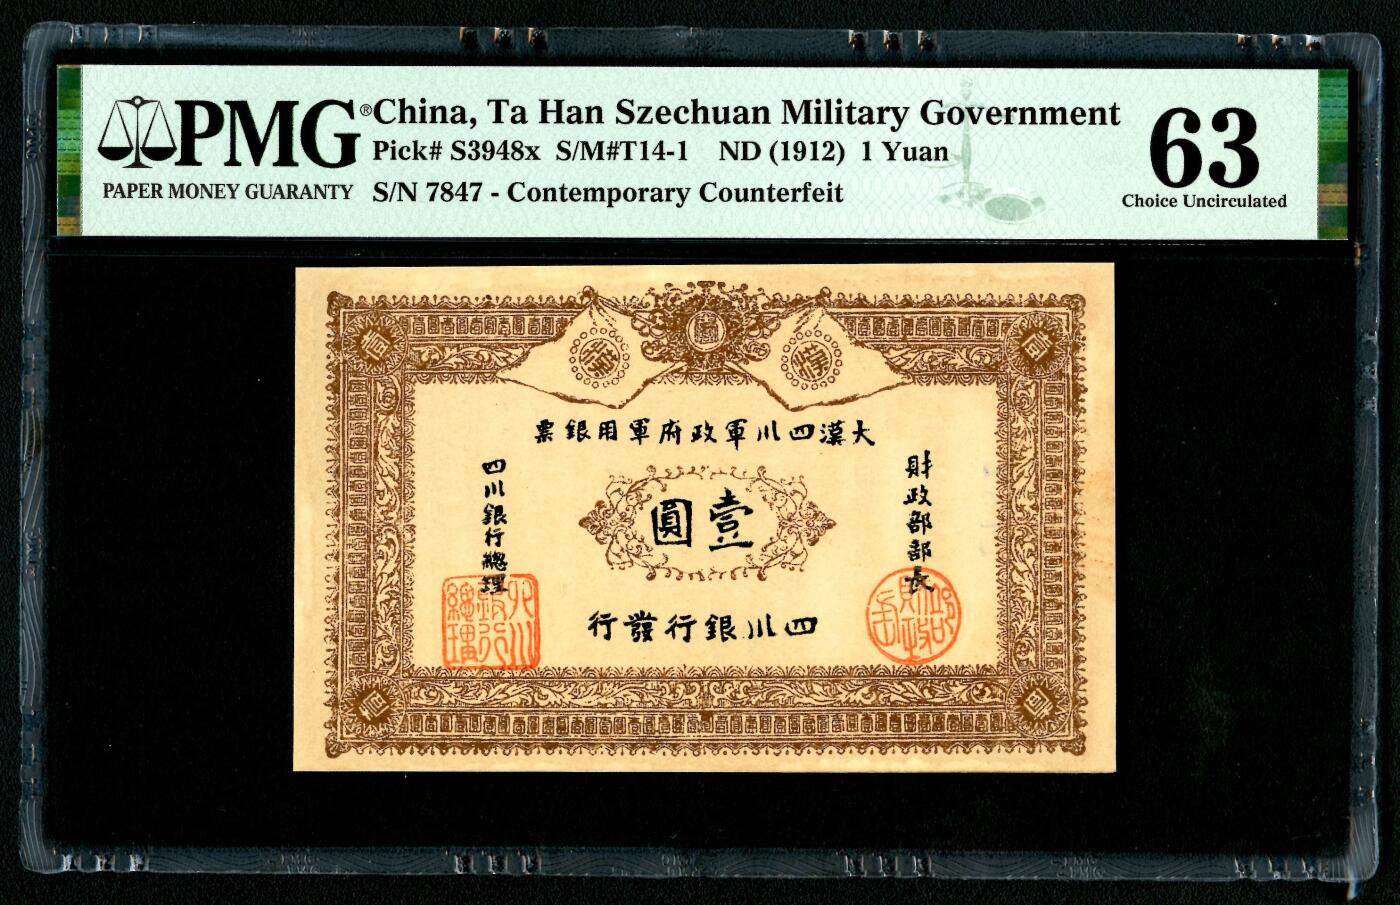 PMG®
PAPER MONEY GUARANTY
China, Ta Han Szechuan Military Government
Pick# S3948x S/M#T14-1 ND (1912) 1 Yuan
S/N 7847 - Contemporary Counterfeit
63
Choice Uncirculated
漢
漢
大漢四川軍政府軍用銀票
財政部部長
壹圓
四川銀行總理
四川銀行發行